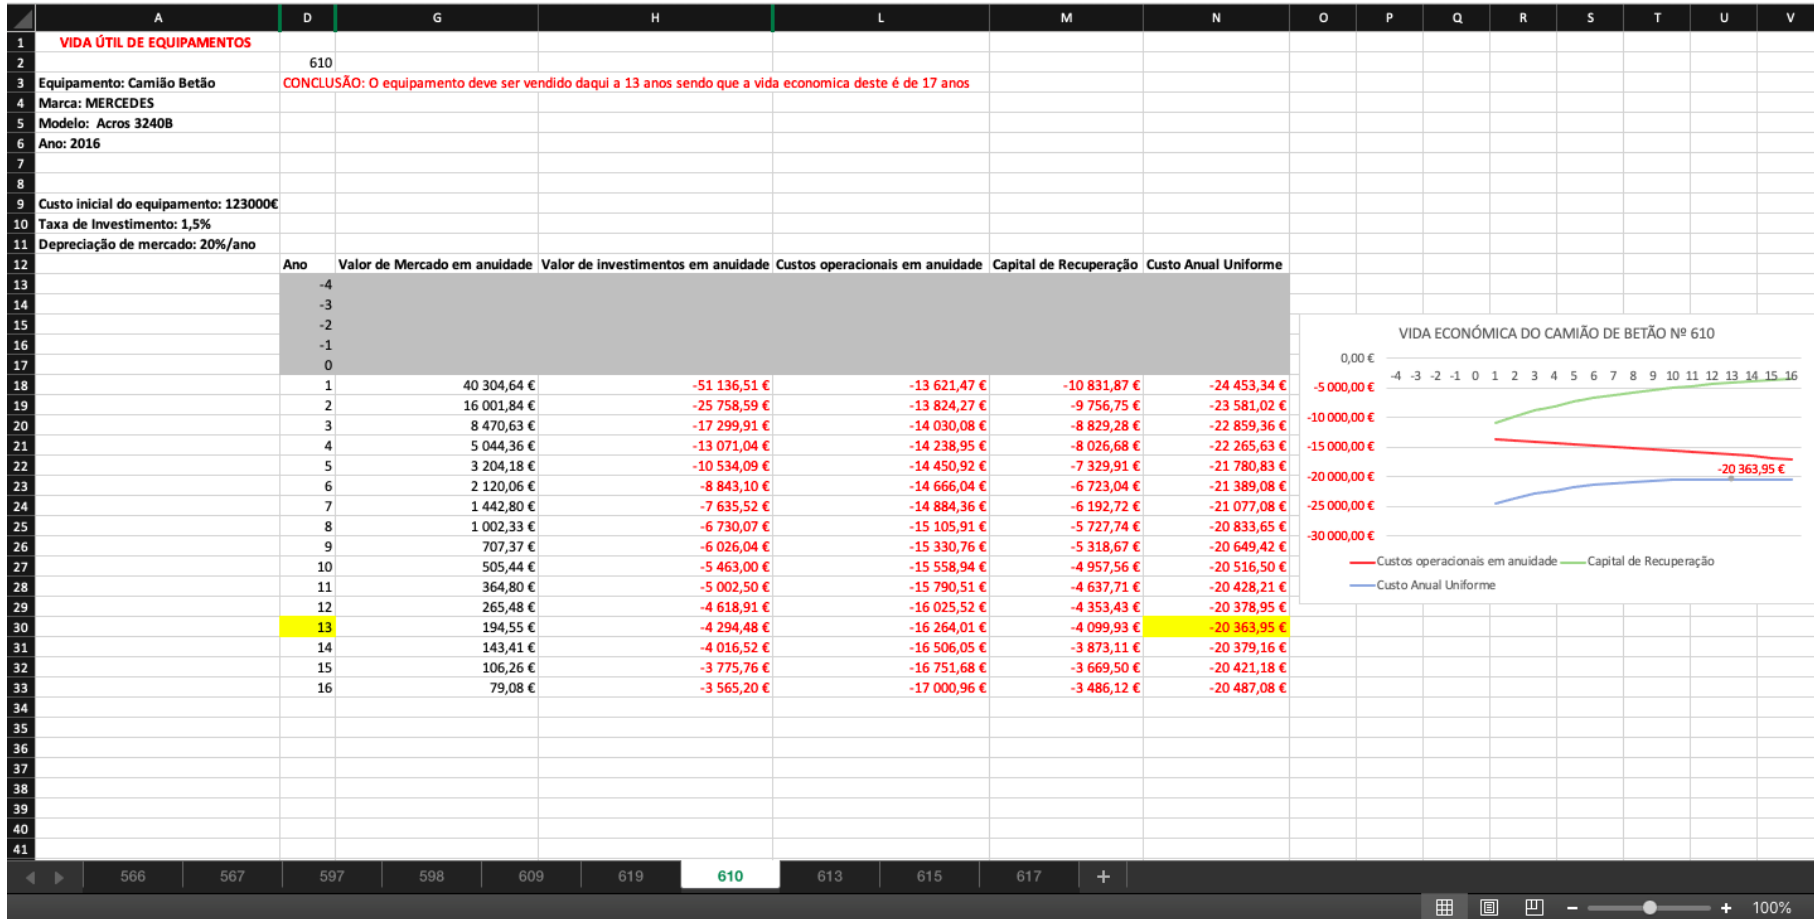 A D G H L M N O P Q R S T U V
1 VIDA ÚTIL DE EQUIPAMENTOS
2 610
3 Equipamento: Camião Betão CONCLUSÃO: O equipamento deve ser vendido daqui a 13 anos sendo que a vida economica deste é de 17 anos
4 Marca: MERCEDES
5 Modelo: Acros 3240B
6 Ano: 2016
7
8
9 Custo inicial do equipamento: 123000€
10 Taxa de Investimento: 1,5%
11 Depreciação de mercado: 20%/ano
12 Ano Valor de Mercado em anuidade Valor de investimentos em anuidade Custos operacionais em anuidade Capital de Recuperação Custo Anual Uniforme
13 -4
14 -3
15 -2
16 -1
17 0
18 1 40 304,64 € -51 136,51 € -13 621,47 € -10 831,87 € -24 453,34 €
19 2 16 001,84 € -25 758,59 € -13 824,27 € -9 756,75 € -23 581,02 €
20 3 8 470,63 € -17 299,91 € -14 030,08 € -8 829,28 € -22 859,36 €
21 4 5 044,36 € -13 071,04 € -14 238,95 € -8 026,68 € -22 265,63 €
22 5 3 204,18 € -10 534,09 € -14 450,92 € -7 329,91 € -21 780,83 €
23 6 2 120,06 € -8 843,10 € -14 666,04 € -6 723,04 € -21 389,08 €
24 7 1 442,80 € -7 635,52 € -14 884,36 € -6 192,72 € -21 077,08 €
25 8 1 002,33 € -6 730,07 € -15 105,91 € -5 727,74 € -20 833,65 €
26 9 707,37 € -6 026,04 € -15 330,76 € -5 318,67 € -20 649,42 €
27 10 505,44 € -5 463,00 € -15 558,94 € -4 957,56 € -20 516,50 €
28 11 364,80 € -5 002,50 € -15 790,51 € -4 637,71 € -20 428,21 €
29 12 265,48 € -4 618,91 € -16 025,52 € -4 353,43 € -20 378,95 €
30 13 194,55 € -4 294,48 € -16 264,01 € -4 099,93 € -20 363,95 €
31 14 143,41 € -4 016,52 € -16 506,05 € -3 873,11 € -20 379,16 €
32 15 106,26 € -3 775,76 € -16 751,68 € -3 669,50 € -20 421,18 €
33 16 79,08 € -3 565,20 € -17 000,96 € -3 486,12 € -20 487,08 €
34
35
36
37
38
39
40
41
VIDA ECONÓMICA DO CAMIÃO DE BETÃO Nº 610
0,00 €
-4 -3 -2 -1 0 1 2 3 4 5 6 7 8 9 10 11 12 13 14 15 16
-5 000,00 €
-10 000,00 €
-15 000,00 €
-20 363,95 €
-20 000,00 €
-25 000,00 €
-30 000,00 €
Custos operacionais em anuidade Capital de Recuperação
Custo Anual Uniforme
566 567 597 598 609 619 610 613 615 617 +
− + 100%